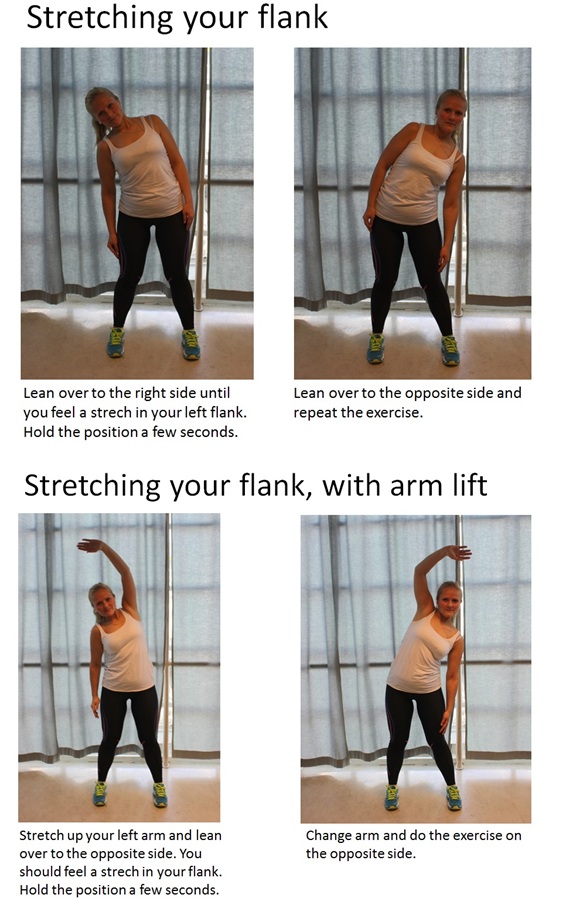 Stretching your flank
Lean over to the right side until
you feel a strech in your left flank.
Hold the position a few seconds.
Lean over to the opposite side and
repeat the exercise.
Stretching your flank, with arm lift
Stretch up your left arm and lean
over to the opposite side. You
should feel a strech in your flank.
Hold the position a few seconds.
Change arm and do the exercise on
the opposite side.